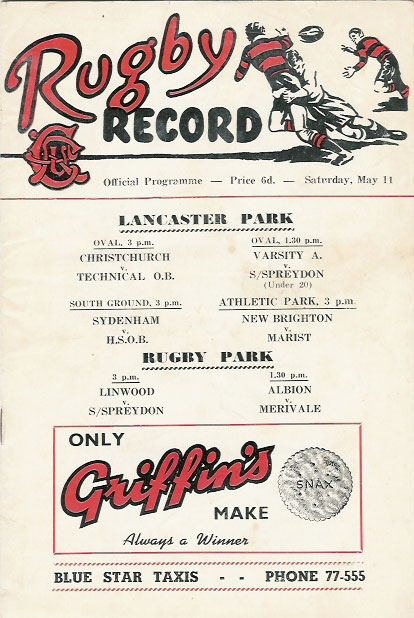 Rugby
RECORD
Official Programme — Price 6d. — Saturday, May 11
LANCASTER PARK
OVAL, 3 p.m.
CHRISTCHURCH
v.
TECHNICAL O.B.
OVAL, 1.30 p.m.
VARSITY A.
v.
S/SPREYDON
(Under 20)
SOUTH GROUND, 3 p.m.
SYDENHAM
v.
H.S.O.B.
ATHLETIC PARK, 3 p.m.
NEW BRIGHTON
v.
MARIST
RUGBY PARK
3 p.m.
LINWOOD
v.
S/SPREYDON
1.30 p.m.
ALBION
v.
MERIVALE
ONLY
Griffin's
SNAX
MAKE
Always a Winner
BLUE STAR TAXIS - - PHONE 77-555